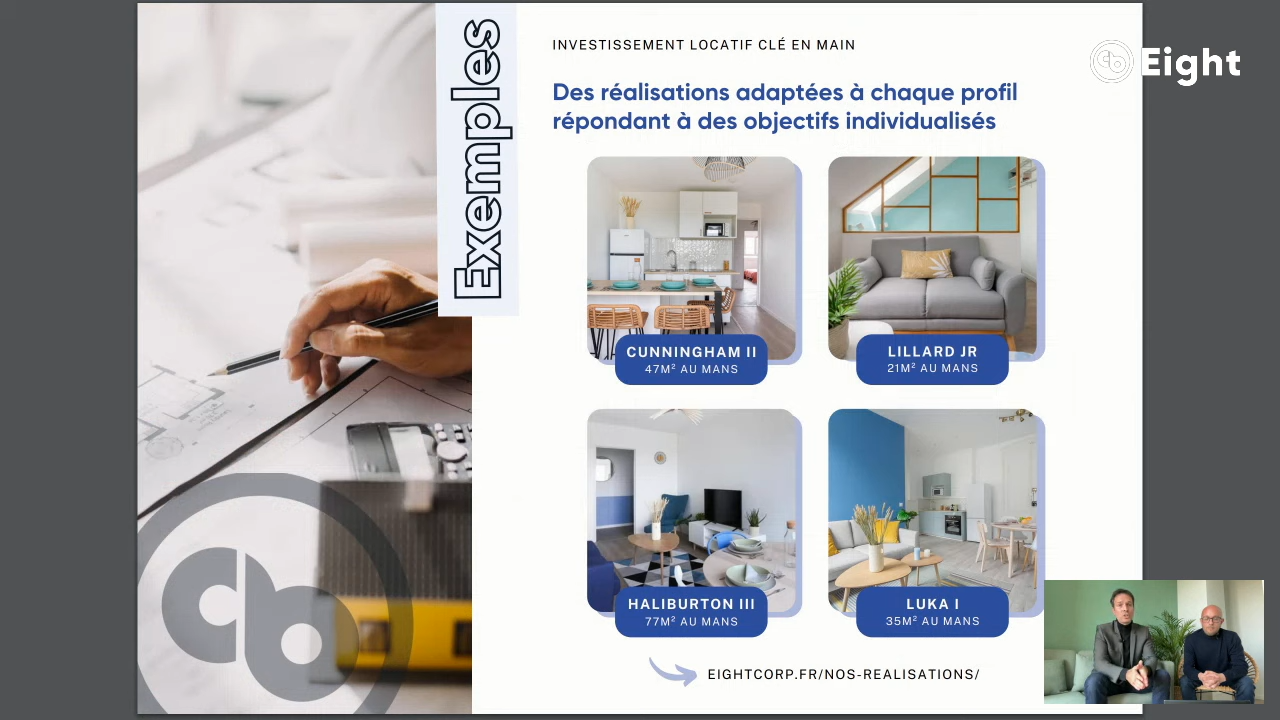 Exemples
INVESTISSEMENT LOCATIF CLÉ EN MAIN
Eight
Des réalisations adaptées à chaque profil
répondant à des objectifs individualisés
CUNNINGHAM II
47M² AU MANS
LILLARD JR
21M² AU MANS
HALIBURTON III
77M² AU MANS
LUKA I
35M² AU MANS
EIGHTCORP.FR/NOS-REALISATIONS/